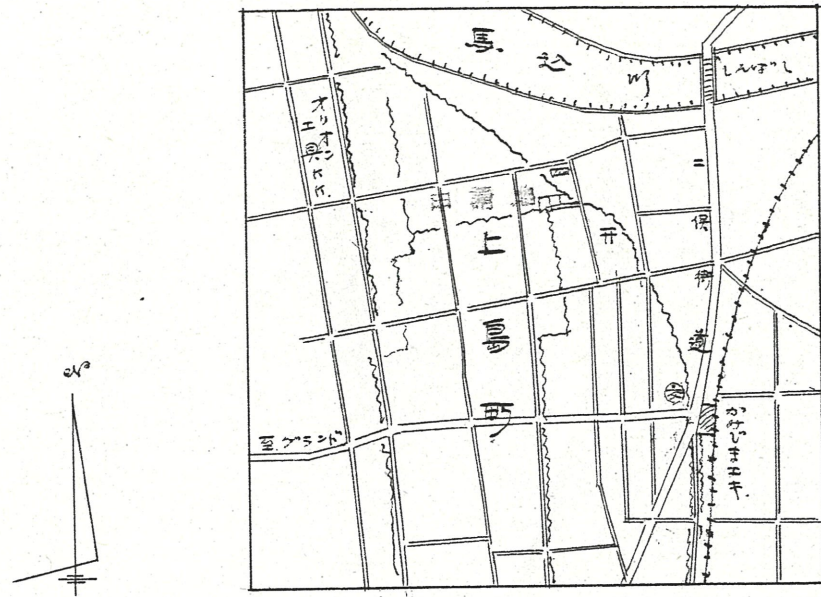 馬込川
しんばし
オリオン
工具KK.
二俣街道
上島町
至グランド
かみじまエキ.